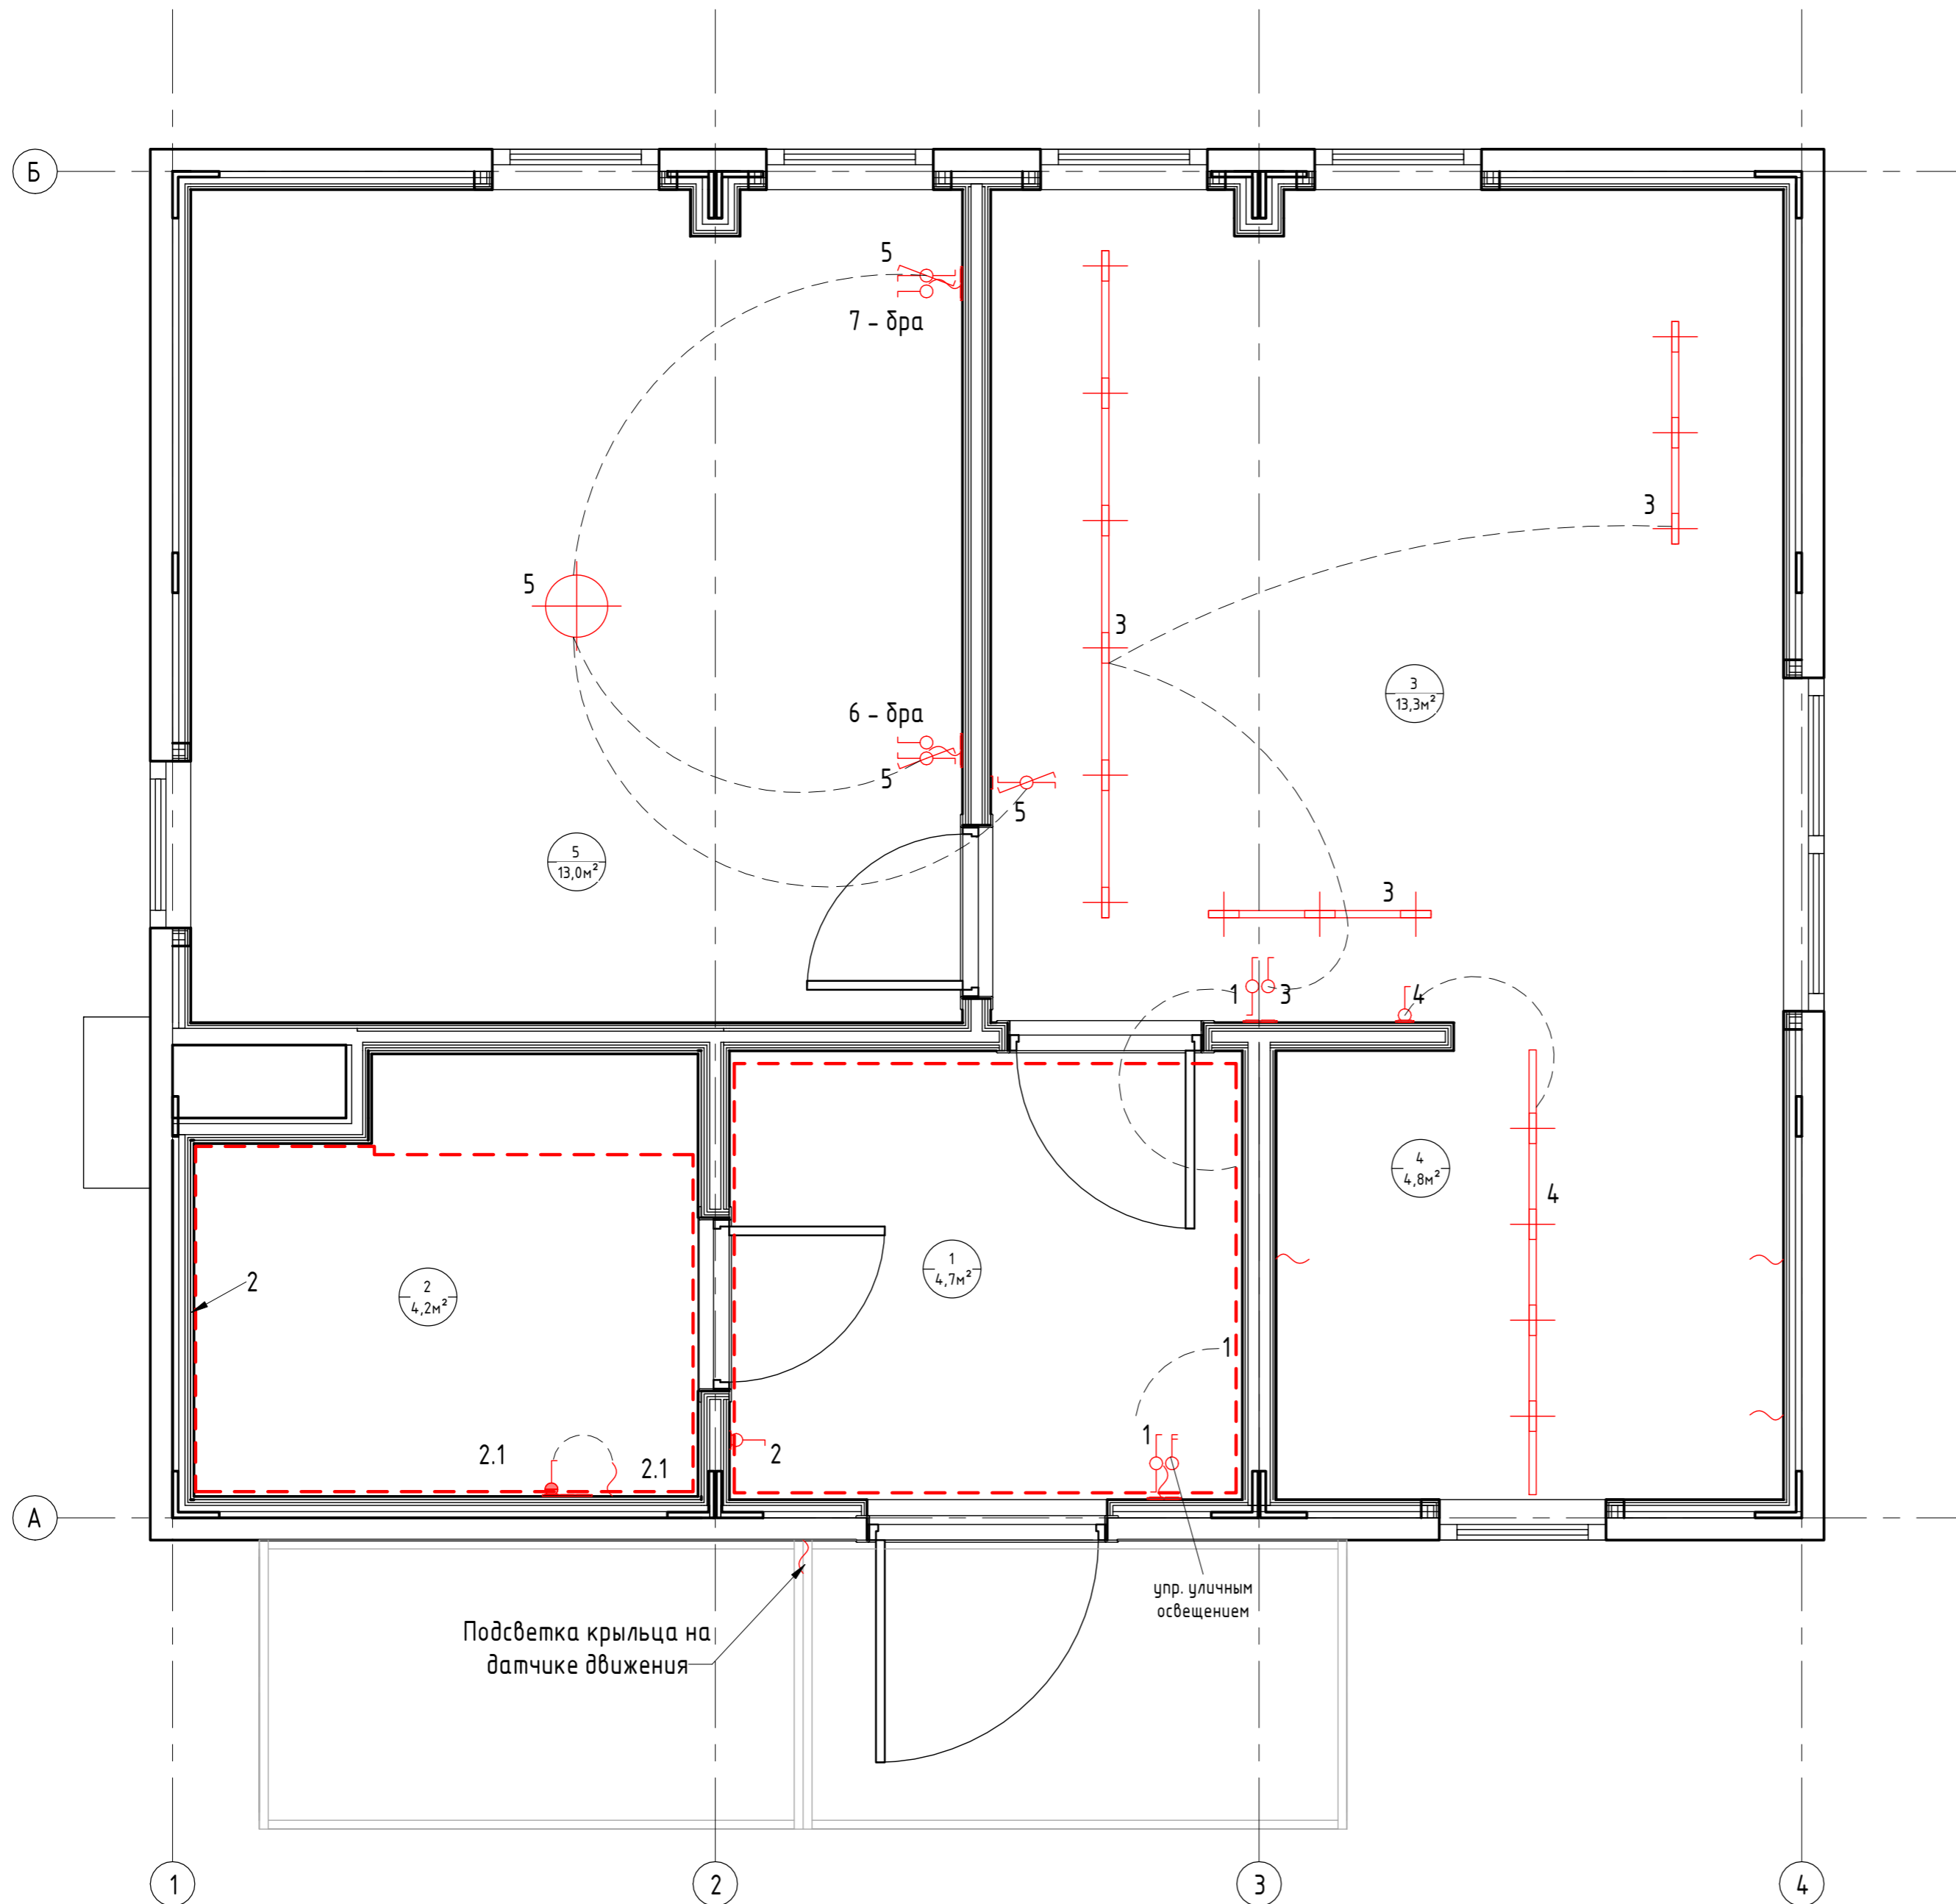 Б
5
7 - бра
3
3
5
6 - бра
5
5
3
13,3м²
5
13,0м²
3
1
3
4
4
4,8м²
4
1
4,7м²
2
2
4,2м²
1
1
2
2.1
2.1
А
упр. уличным
освещением
Подсветка крыльца на
датчике движения
1
2
3
4